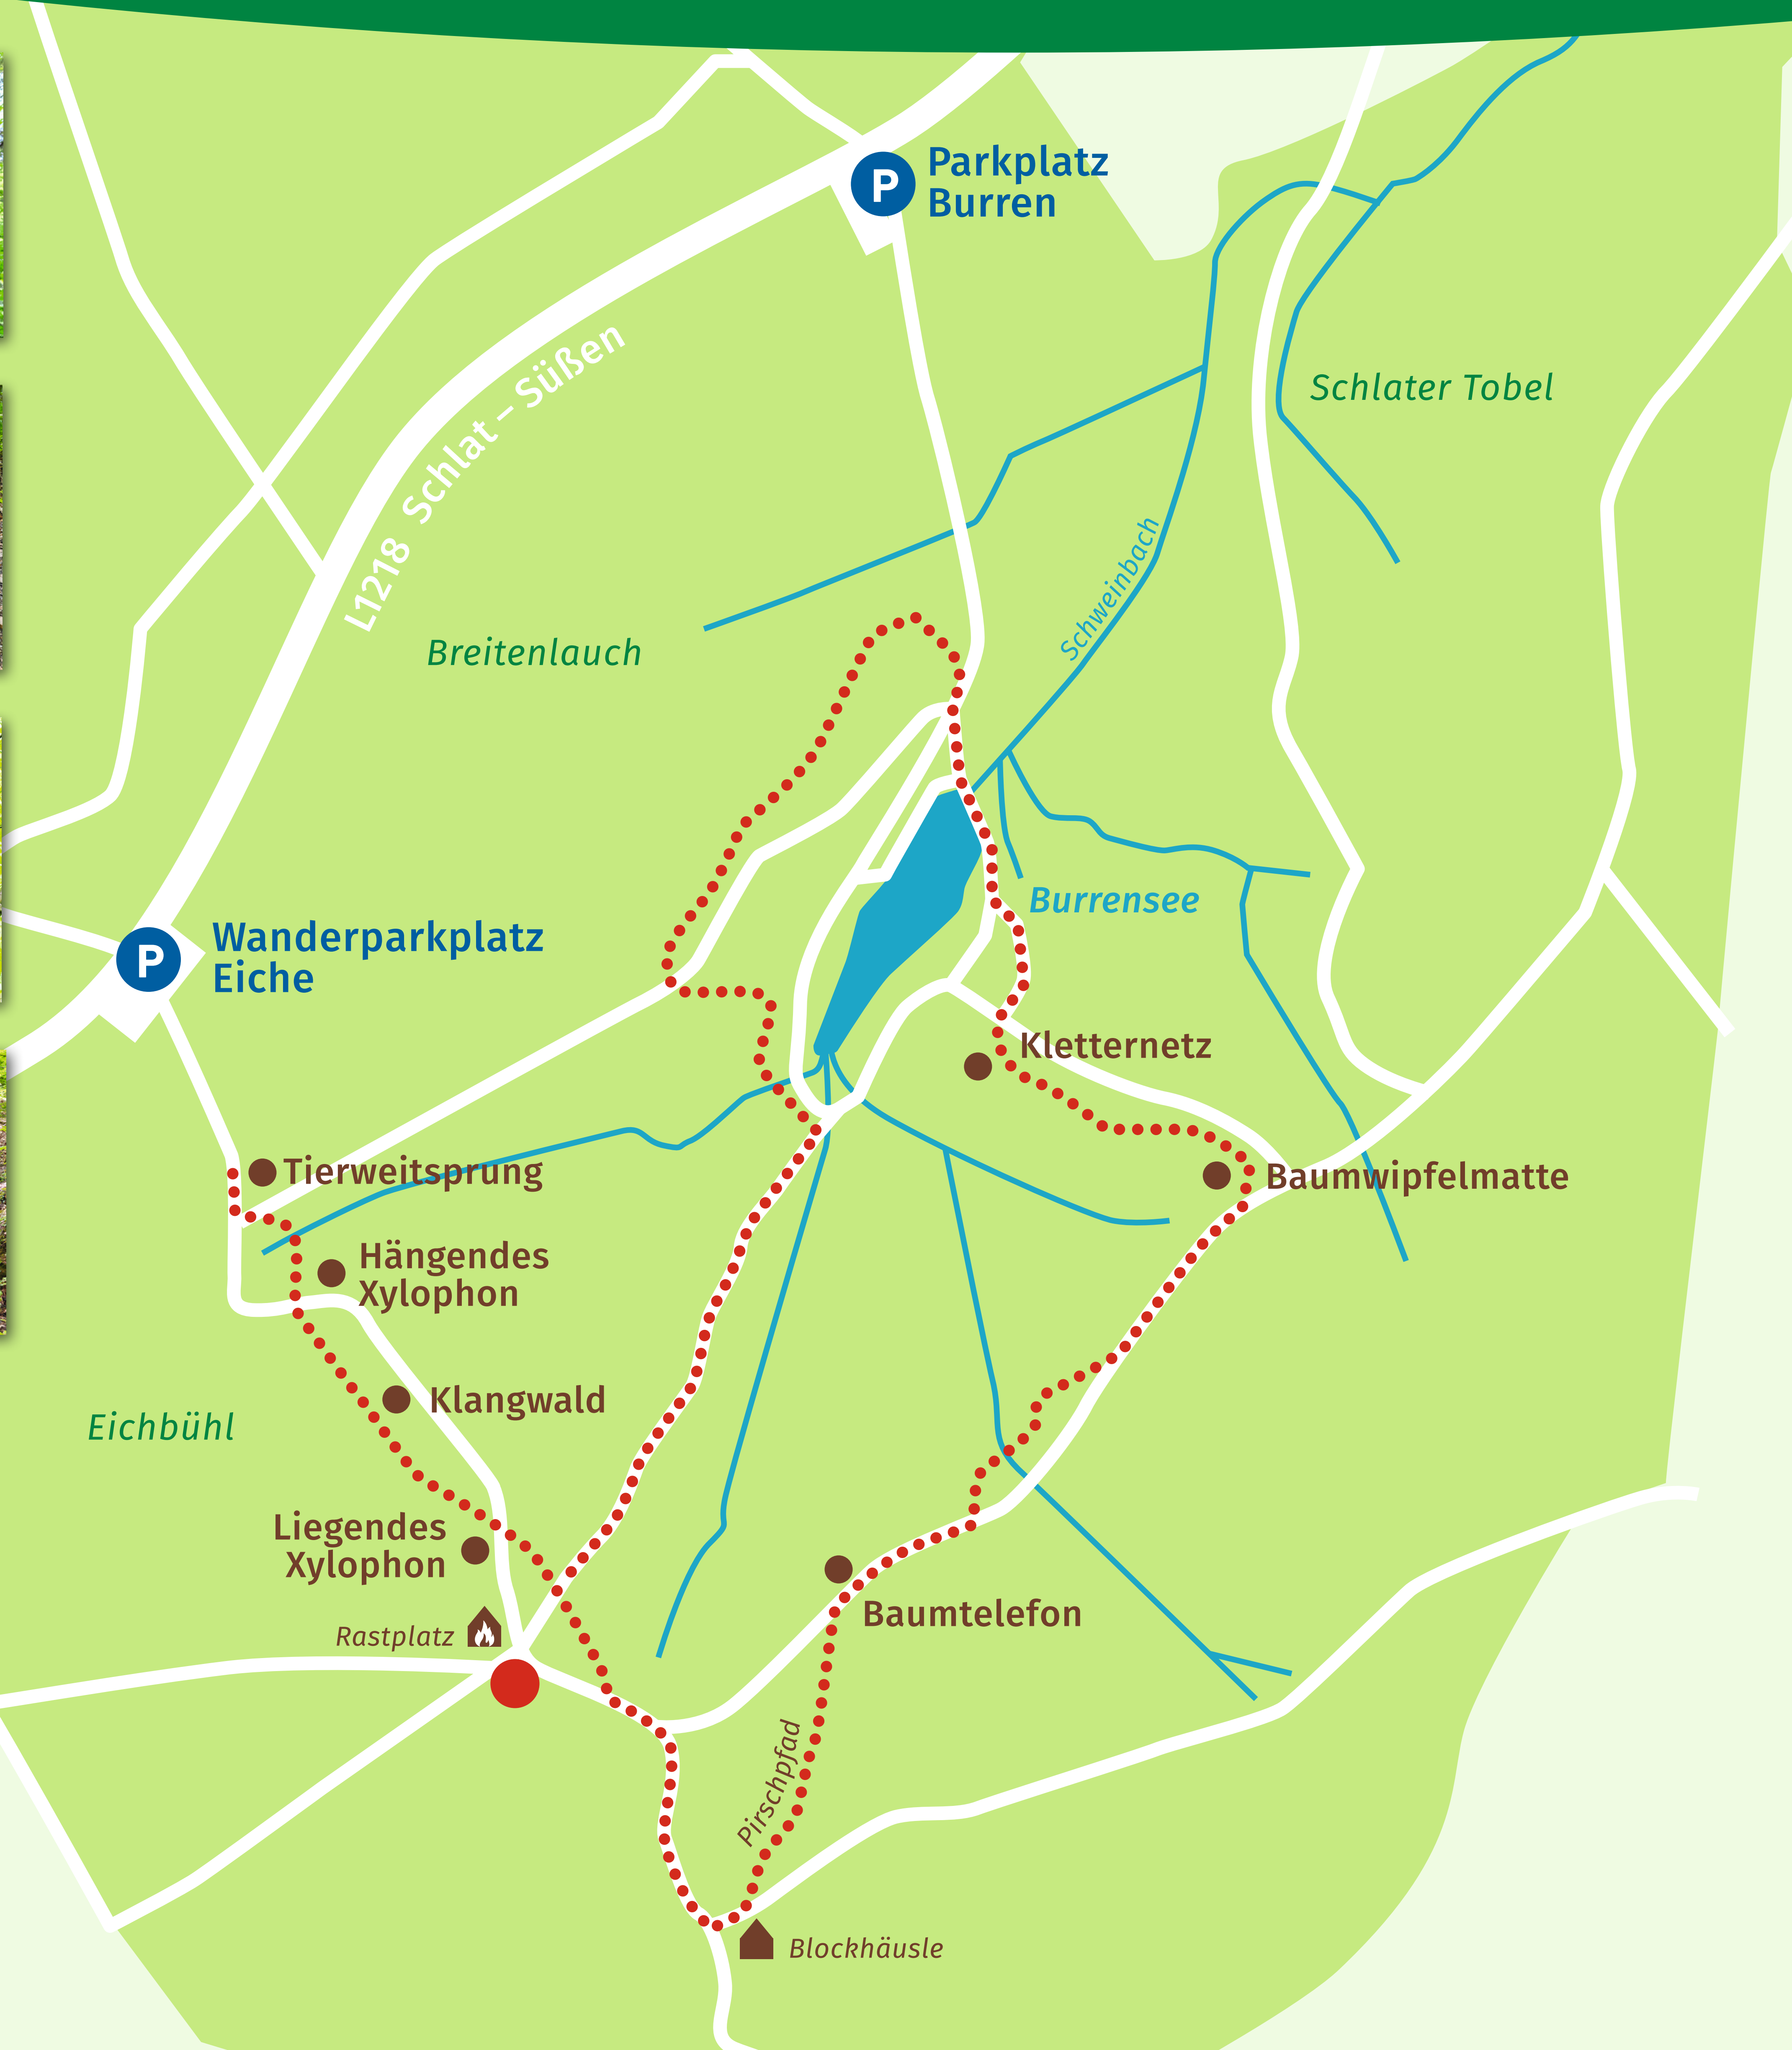 P
Parkplatz
Burren
L1218 Schlat – Süßen
Schlater Tobel
Schweinbach
Breitenlauch
Burrensee
P
Wanderparkplatz
Eiche
Kletternetz
Tierweitsprung
Baumwipfelmatte
Hängendes
Xylophon
Klangwald
Eichbühl
Liegendes
Xylophon
Baumtelefon
Rastplatz
Pirschpfad
Blockhäusle